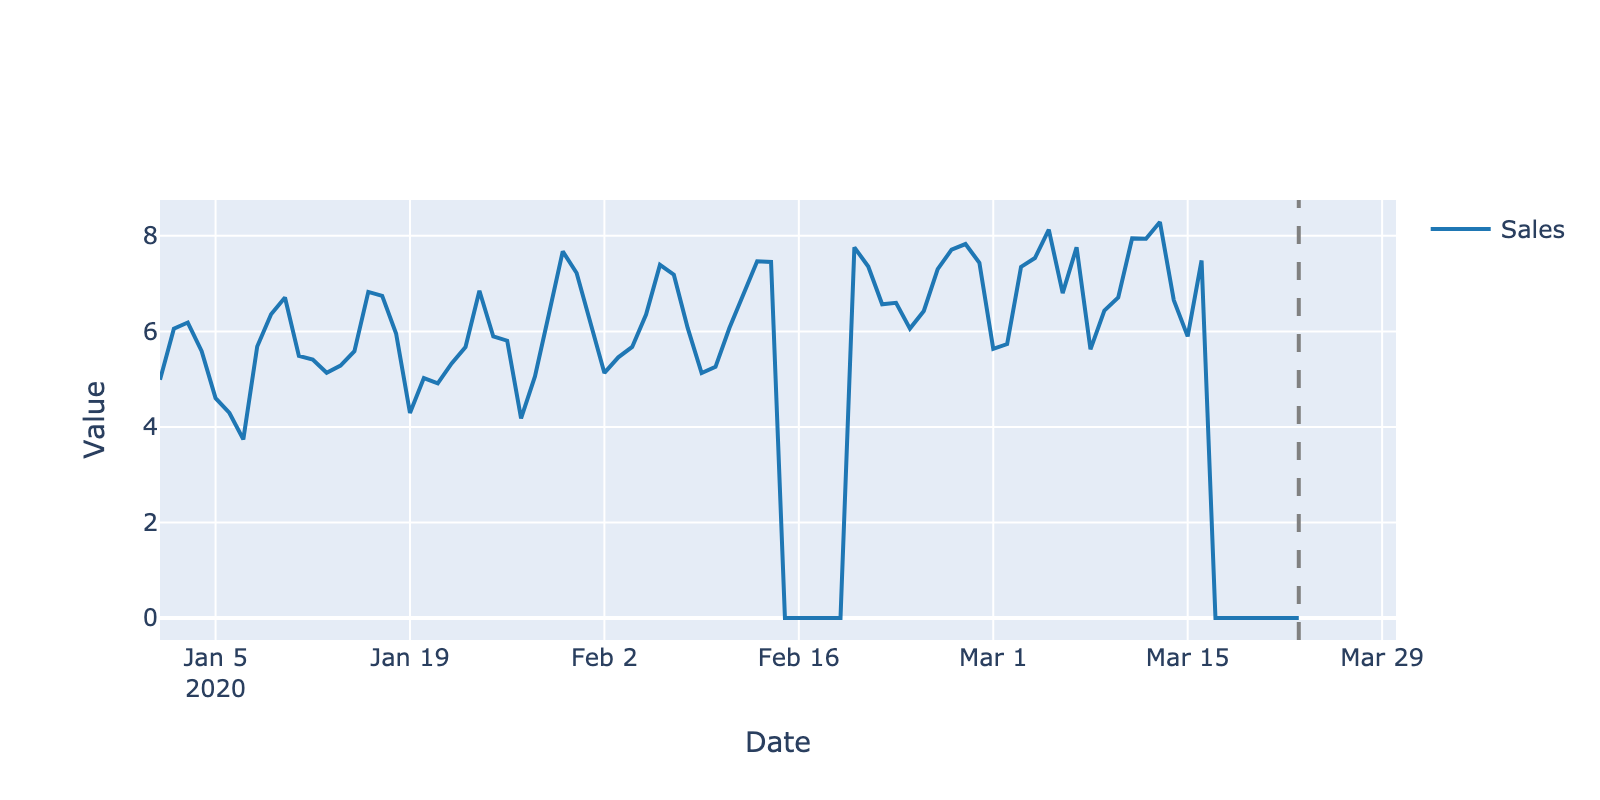 Sales
Value
8
6
4
2
0
Jan 5
2020
Jan 19
Feb 2
Feb 16
Mar 1
Mar 15
Mar 29
Date